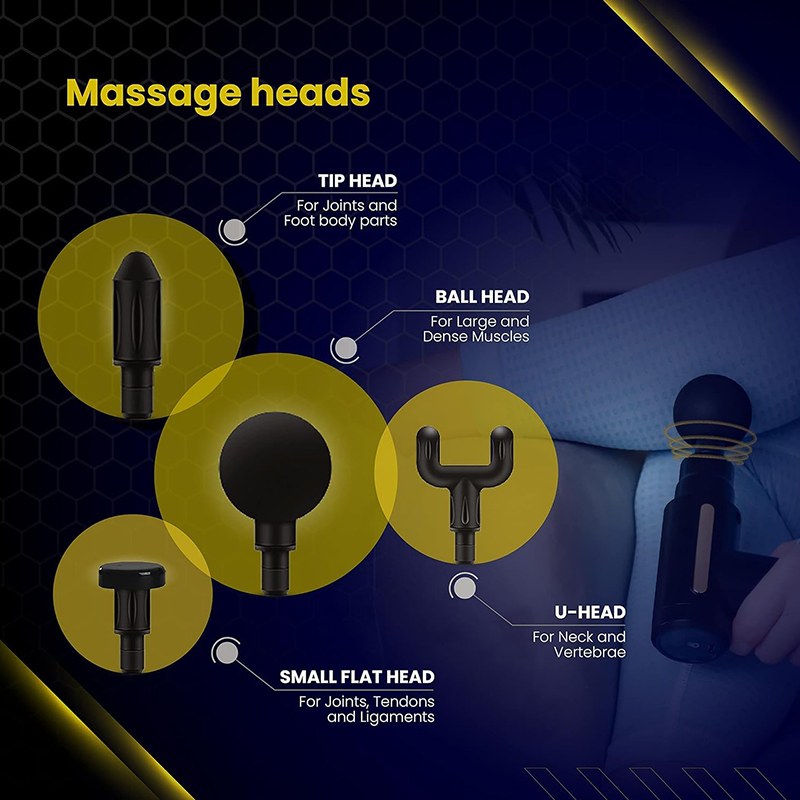 Massage heads
TIP HEAD
For Joints and
Foot body parts
BALL HEAD
For Large and
Dense Muscles
U-HEAD
For Neck and
Vertebrae
SMALL FLAT HEAD
For Joints, Tendons
and Ligaments